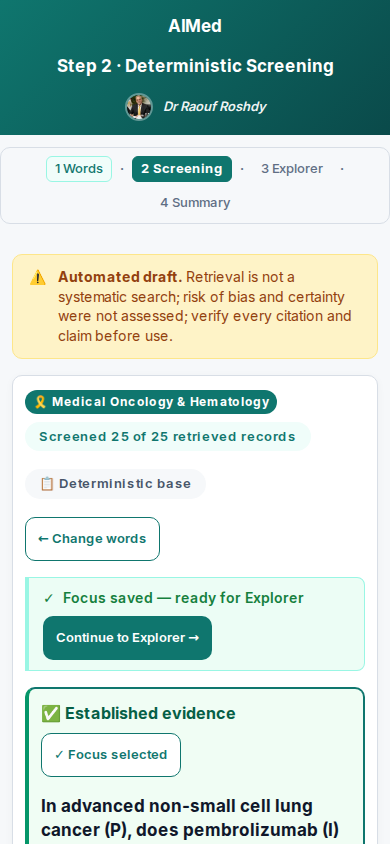 AIMed
Step 2 · Deterministic Screening
Dr Raouf Roshdy
1 Words · 2 Screening · 3 Explorer ·
4 Summary
⚠️ Automated draft. Retrieval is not a
systematic search; risk of bias and certainty
were not assessed; verify every citation and
claim before use.
🎗️ Medical Oncology & Hematology
Screened 25 of 25 retrieved records
📋 Deterministic base
← Change words
✓ Focus saved — ready for Explorer
Continue to Explorer →
✅ Established evidence
✓ Focus selected
In advanced non-small cell lung
cancer (P), does pembrolizumab (I)